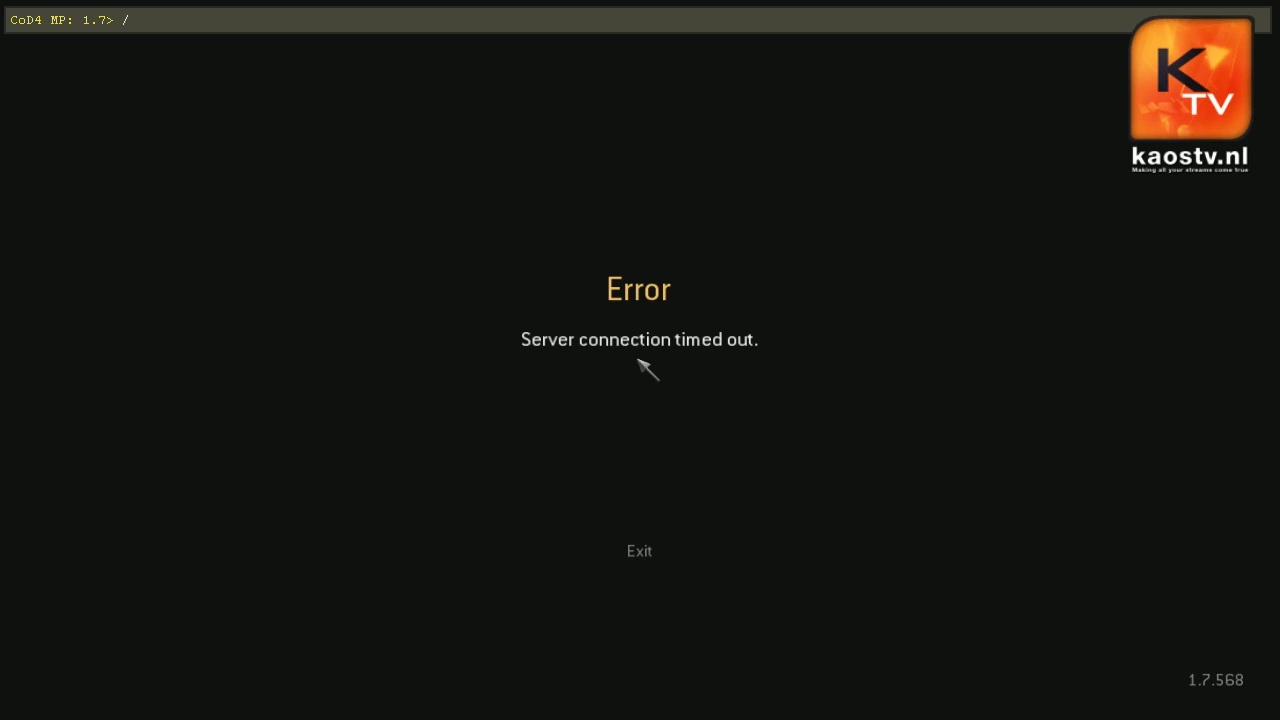 CoD4 MP: 1.7> /
K
TV
kaostv.nl
Making all your streams come true
Error
Server connection timed out.
Exit
1.7.568